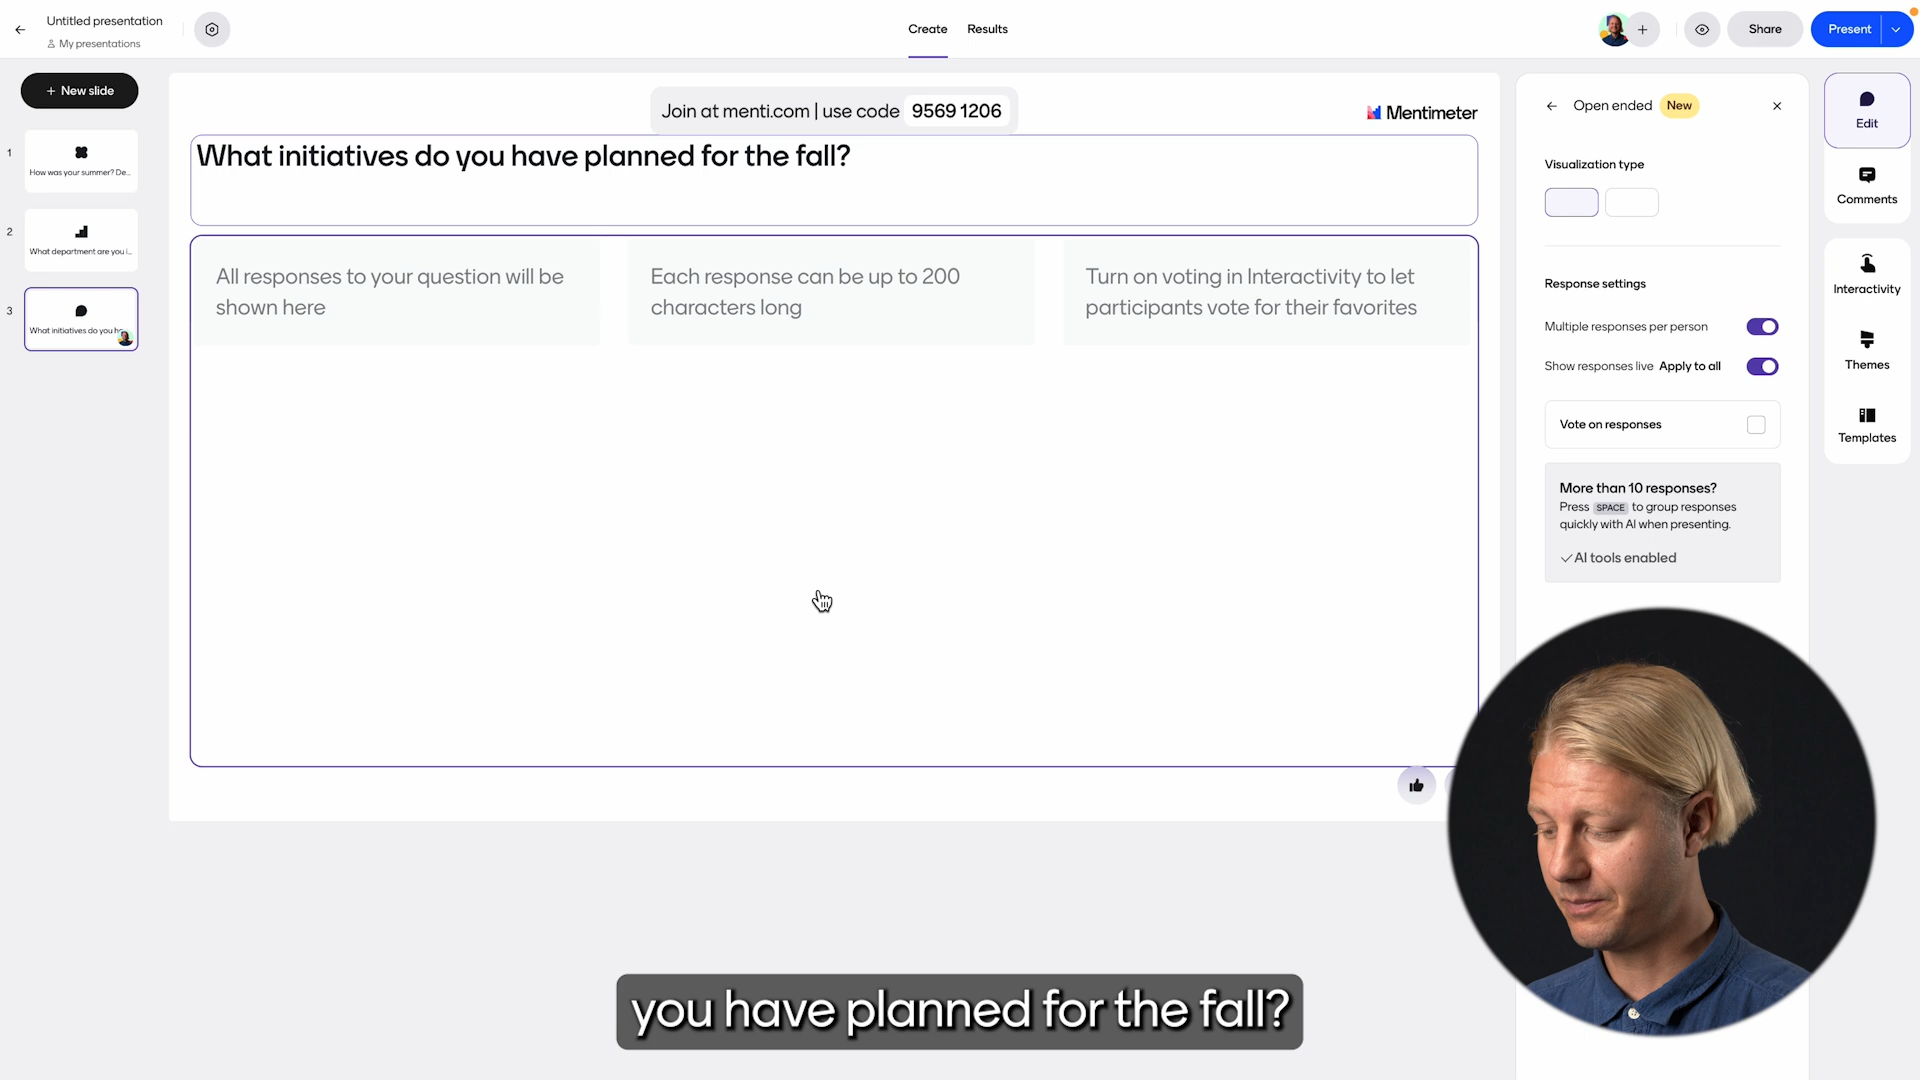 Untitled presentation
My presentations
Create
Results
Share
Present
+ New slide
1
How was your summer? De...
2
What department are you i...
3
What initiatives do you ha
Join at menti.com | use code 9569 1206
Mentimeter
What initiatives do you have planned for the fall?
All responses to your question will be
shown here
Each response can be up to 200
characters long
Turn on voting in Interactivity to let
participants vote for their favorites
Open ended New
Visualization type
Response settings
Multiple responses per person
Show responses live Apply to all
Vote on responses
More than 10 responses?
Press SPACE to group responses
quickly with AI when presenting.
AI tools enabled
Edit
Comments
Interactivity
Themes
Templates
you have planned for the fall?